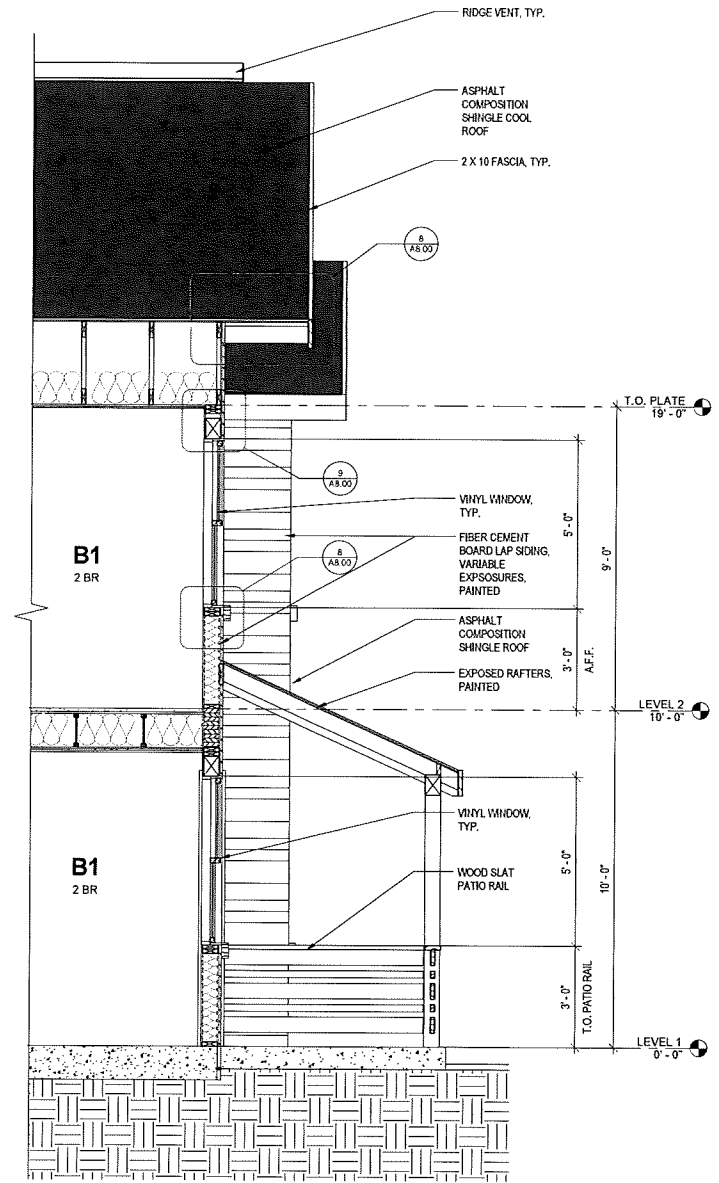 RIDGE VENT, TYP.
ASPHALT
COMPOSITION
SHINGLE COOL
ROOF
2 X 10 FASCIA, TYP.
8
A8.00
T.O. PLATE
19' - 0"
9
A8.00
VINYL WINDOW,
TYP.
5' - 0"
9' - 0"
FIBER CEMENT
BOARD LAP SIDING,
VARIABLE
EXPSOSURES,
PAINTED
B1
2 BR
8
A8.00
ASPHALT
COMPOSITION
SHINGLE ROOF
3' - 0"
A.F.F.
EXPOSED RAFTERS,
PAINTED
LEVEL 2
10' - 0"
VINYL WINDOW,
TYP.
B1
2 BR
5' - 0"
10' - 0"
WOOD SLAT
PATIO RAIL
3' - 0"
T.O. PATIO RAIL
LEVEL 1
0' - 0"